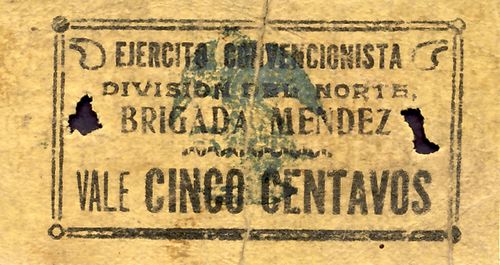 EJERCITO CONVENCIONISTA
DIVISION DEL NORTE,
BRIGADA MENDEZ
VALE CINCO CENTAVOS